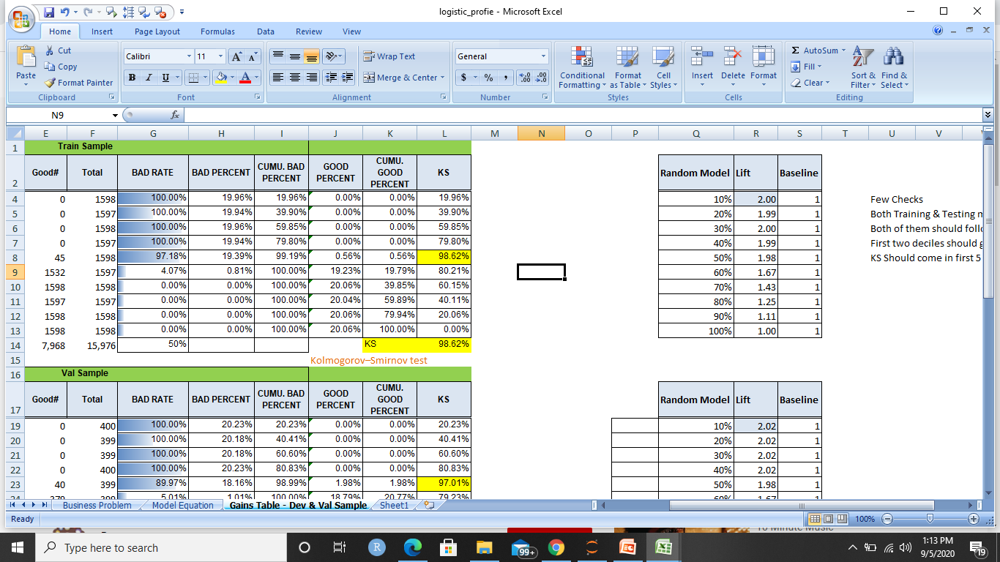 logistic_profie - Microsoft Excel
Home Insert Page Layout Formulas Data Review View
Paste Cut Copy Format Painter Clipboard
Calibri 11 B I U A A A Font
Wrap Text Merge & Center Alignment
General $ % , .0 .00 .00 .0 Number
Conditional Formatting Format as Table Cell Styles Styles
Insert Delete Format Cells
Σ AutoSum Fill Clear Sort & Filter Find & Select Editing
N9 fx
E F G H I J K L M N O P Q R S T U V
1 Train Sample
2 Good# Total BAD RATE BAD PERCENT CUMU. BAD PERCENT GOOD PERCENT CUMU. GOOD PERCENT KS Random Model Lift Baseline
4 0 1598 100.00% 19.96% 19.96% 0.00% 0.00% 19.96% 10% 2.00 1 Few Checks
5 0 1597 100.00% 19.94% 39.90% 0.00% 0.00% 39.90% 20% 1.99 1 Both Training & Testing
6 0 1598 100.00% 19.96% 59.85% 0.00% 0.00% 59.85% 30% 2.00 1 Both of them should
7 0 1597 100.00% 19.94% 79.80% 0.00% 0.00% 79.80% 40% 1.99 1 First two deciles should
8 45 1598 97.18% 19.39% 99.19% 0.56% 0.56% 98.62% 50% 1.98 1 KS Should come in first 5
9 1532 1597 4.07% 0.81% 100.00% 19.23% 19.79% 80.21% 60% 1.67 1
10 1598 1598 0.00% 0.00% 100.00% 20.06% 39.85% 60.15% 70% 1.43 1
11 1597 1597 0.00% 0.00% 100.00% 20.04% 59.89% 40.11% 80% 1.25 1
12 1598 1598 0.00% 0.00% 100.00% 20.06% 79.94% 20.06% 90% 1.11 1
13 1598 1598 0.00% 0.00% 100.00% 20.06% 100.00% 0.00% 100% 1.00 1
14 7,968 15,976 50% KS 98.62%
15 Kolmogorov–Smirnov test
16 Val Sample
17 Good# Total BAD RATE BAD PERCENT CUMU. BAD PERCENT GOOD PERCENT CUMU. GOOD PERCENT KS Random Model Lift Baseline
19 0 400 100.00% 20.23% 20.23% 0.00% 0.00% 20.23% 10% 2.02 1
20 0 399 100.00% 20.18% 40.41% 0.00% 0.00% 40.41% 20% 2.02 1
21 0 399 100.00% 20.18% 60.60% 0.00% 0.00% 60.60% 30% 2.02 1
22 0 400 100.00% 20.23% 80.83% 0.00% 0.00% 80.83% 40% 2.02 1
23 40 399 89.97% 18.16% 98.99% 1.98% 1.98% 97.01% 50% 1.98 1
24 379 399 5.01% 1.01% 100.00% 18.79% 20.77% 79.23% 60% 1.67 1
Business Problem Model Equation Gains Table - Dev & Val Sample Sheet1
Ready 100%
10 Minute Music
Type here to search R 99+ 1:13 PM
9/5/2020 19